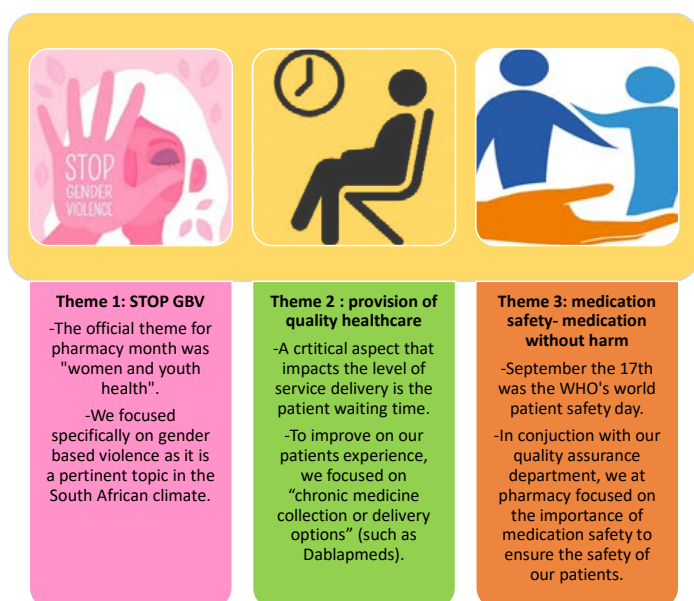 STOP
GENDER
VIOLENCE
Theme 1: STOP GBV
-The official theme for
pharmacy month was
"women and youth
health".
-We focused
specifically on gender
based violence as it is
a pertinent topic in the
South African climate.
Theme 2 : provision of
quality healthcare
-A crtitical aspect that
impacts the level of
service delivery is the
patient waiting time.
-To improve on our
patients experience,
we focused on
“chronic medicine
collection or delivery
options” (such as
Dablapmeds).
Theme 3: medication
safety- medication
without harm
-September the 17th
was the WHO's world
patient safety day.
-In conjuction with our
quality assurance
department, we at
pharmacy focused on
the importance of
medication safety to
ensure the safety of
our patients.